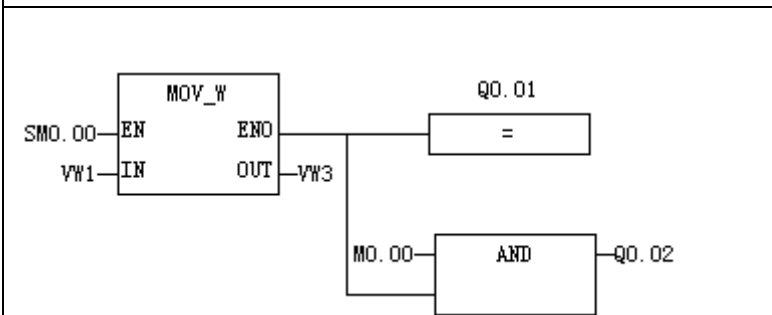 MOV_W
Q0.01
SM0.00 EN ENO =
VW1 IN OUT VW3
M0.00 AND Q0.02